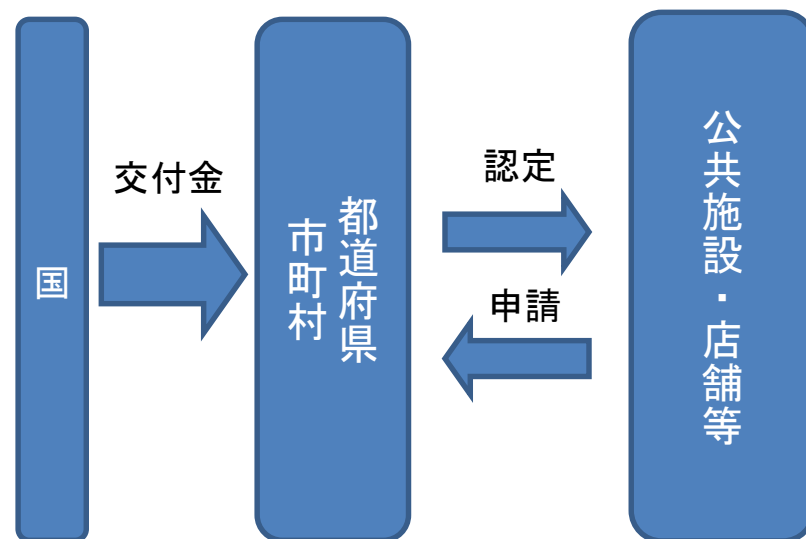 国
交付金
都道府県
市町村
認定
申請
公共施設・店舗等